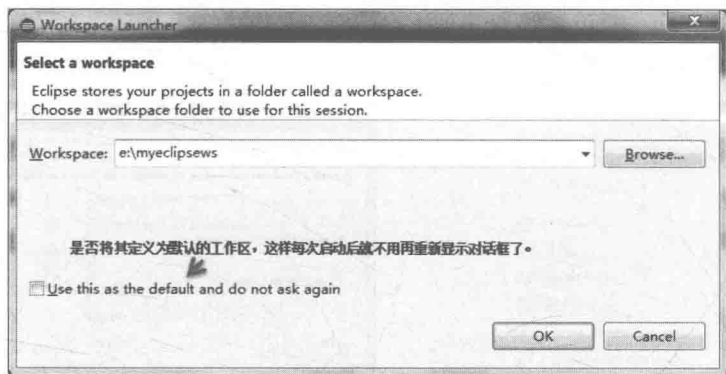 Workspace Launcher
Select a workspace
Eclipse stores your projects in a folder called a workspace.
Choose a workspace folder to use for this session.
Workspace: e:\myeclipsews Browse...
是否将其定义为默认的工作区，这样每次启动后就不用再重新显示对话框了。
Use this as the default and do not ask again
OK Cancel